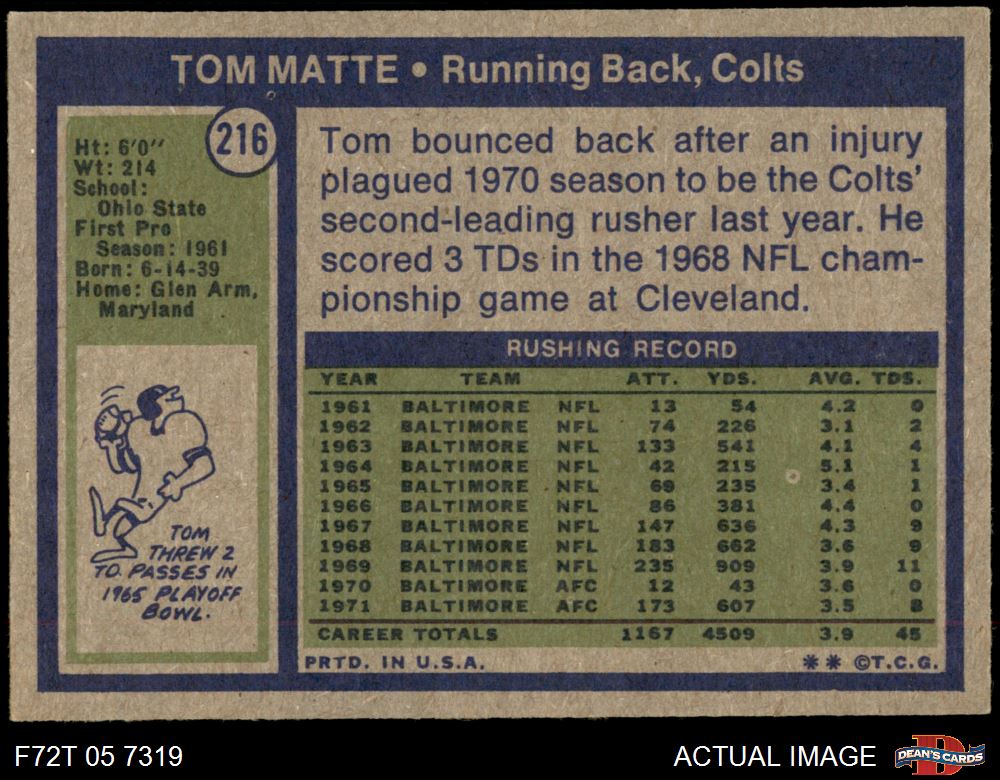 TOM MATTE • Running Back, Colts
216
Ht: 6'0"
Wt: 214
School:
Ohio State
First Pro
Season: 1961
Born: 6-14-39
Home: Glen Arm,
Maryland
TOM
THREW 2
TD. PASSES IN
1965 PLAYOFF
BOWL.
Tom bounced back after an injury
plagued 1970 season to be the Colts'
second-leading rusher last year. He
scored 3 TDs in the 1968 NFL cham-
pionship game at Cleveland.
RUSHING RECORD
YEAR TEAM ATT. YDS. AVG. TDS.
1961 BALTIMORE NFL 13 54 4.2 0
1962 BALTIMORE NFL 74 226 3.1 2
1963 BALTIMORE NFL 133 541 4.1 4
1964 BALTIMORE NFL 42 215 5.1 1
1965 BALTIMORE NFL 69 235 3.4 1
1966 BALTIMORE NFL 86 381 4.4 0
1967 BALTIMORE NFL 147 636 4.3 9
1968 BALTIMORE NFL 183 662 3.6 9
1969 BALTIMORE NFL 235 909 3.9 11
1970 BALTIMORE AFC 12 43 3.6 0
1971 BALTIMORE AFC 173 607 3.5 8
CAREER TOTALS 1167 4509 3.9 45
PRTD. IN U.S.A. ** ©T.C.G.
F72T 05 7319 ACTUAL IMAGE D DEAN'S CARDS